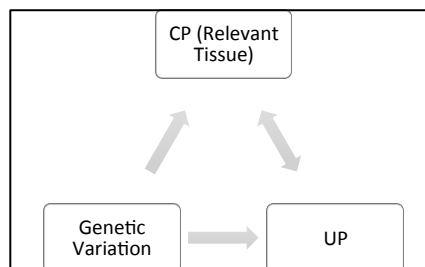 CP (Relevant
Tissue)
Genetic
Variation
UP